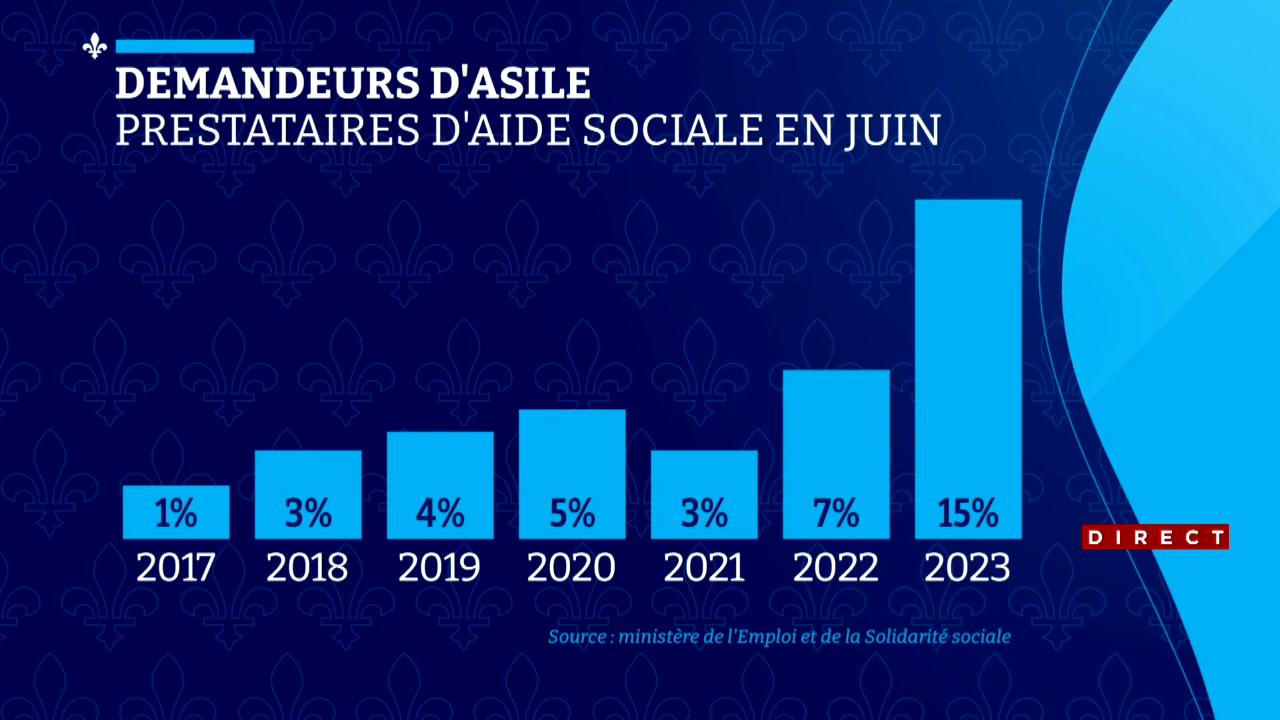 DEMANDEURS D'ASILE
PRESTATAIRES D'AIDE SOCIALE EN JUIN
1% 3% 4% 5% 3% 7% 15%
2017 2018 2019 2020 2021 2022 2023
DIRECT
Source : ministère de l'Emploi et de la Solidarité sociale